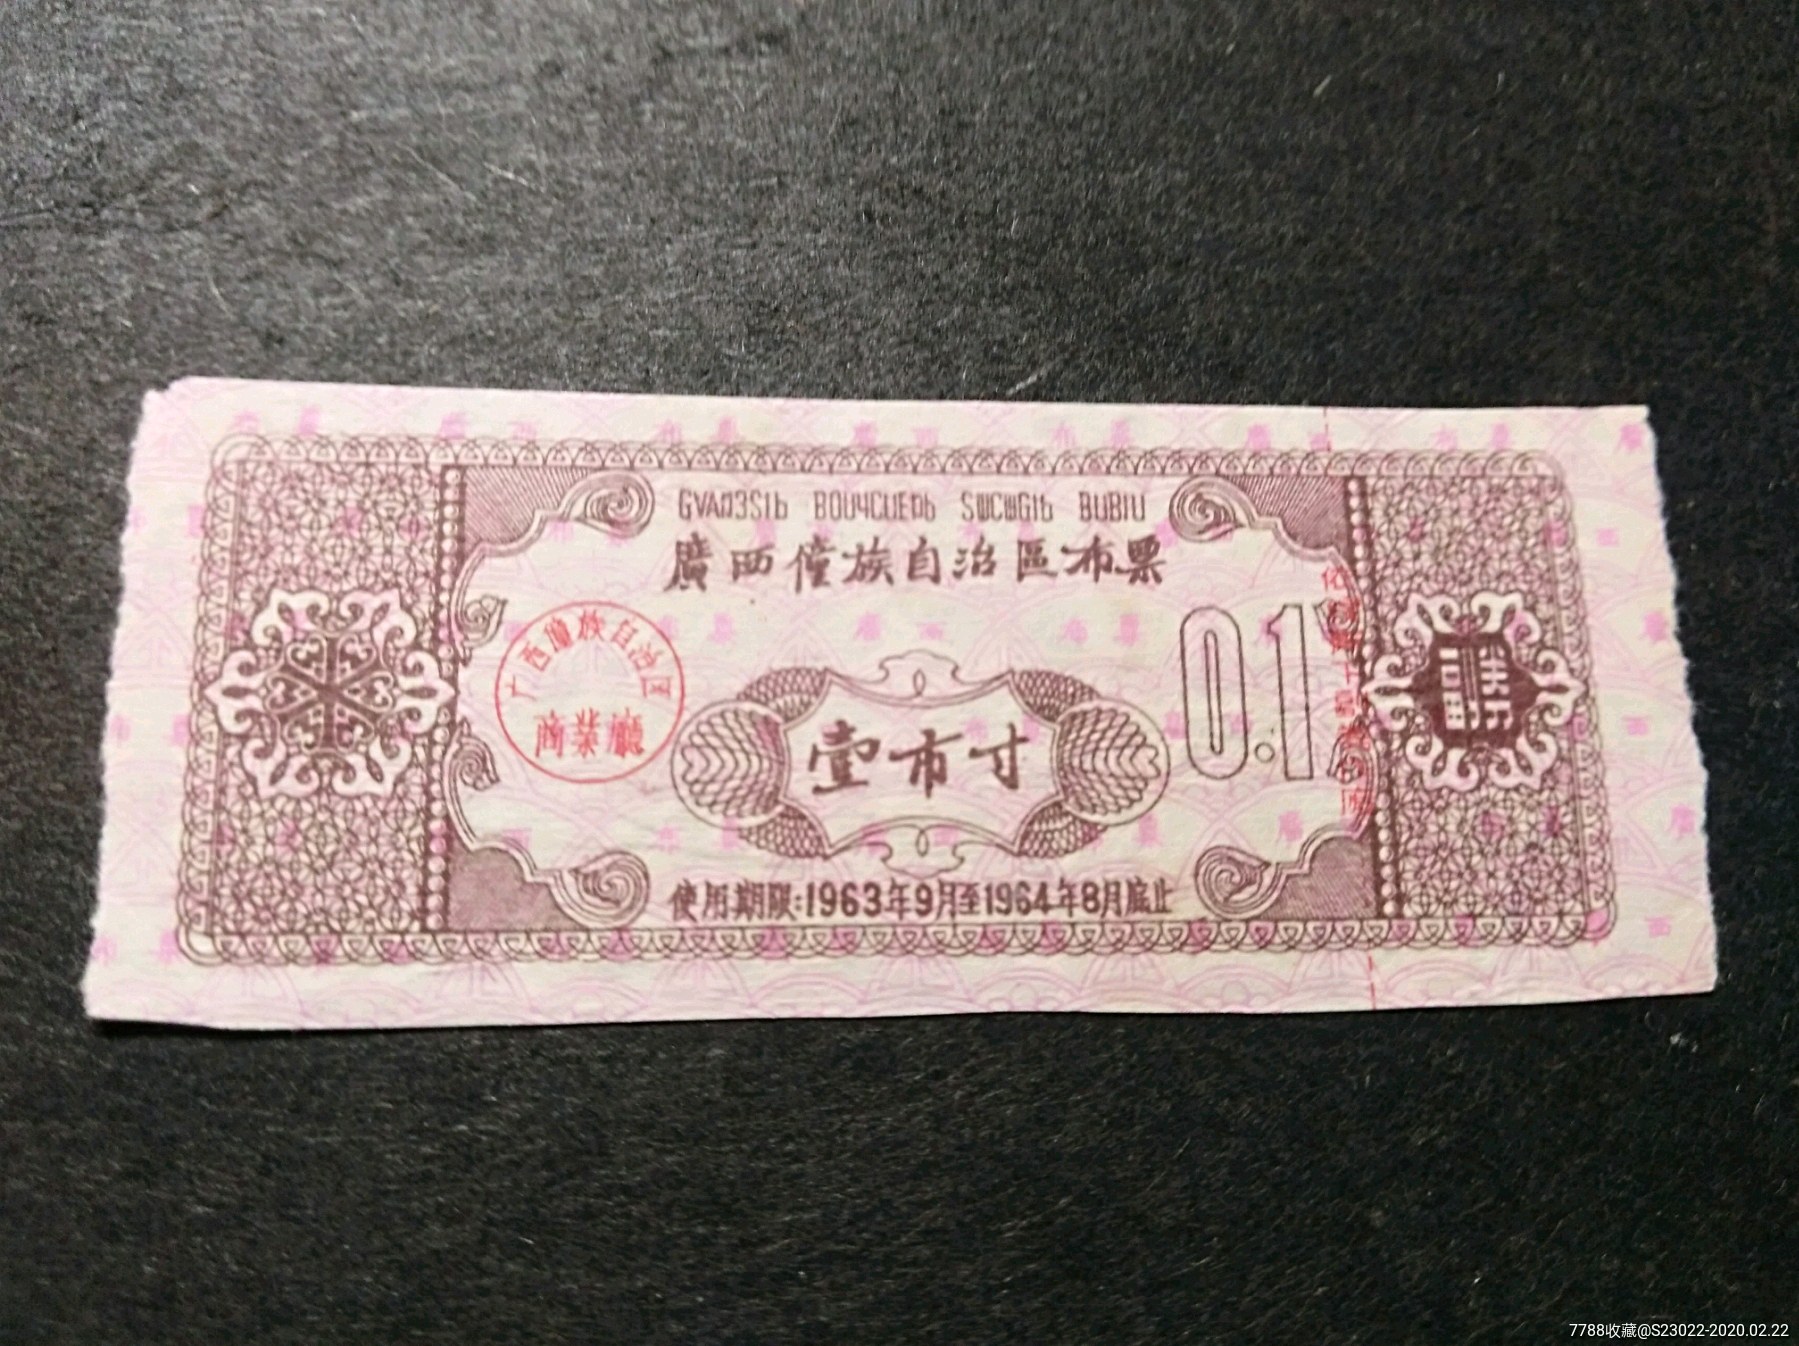 GVAŊ3SIƄ BOUЧCUEŊƄ SƜCƜGIƄ BUBIU
廣西僮族自治區布票
广西僮族自治区
商業廳
壹市寸
0.1
使用期限:1963年9月至1964年8月底止
7788收藏@S23022-2020.02.22